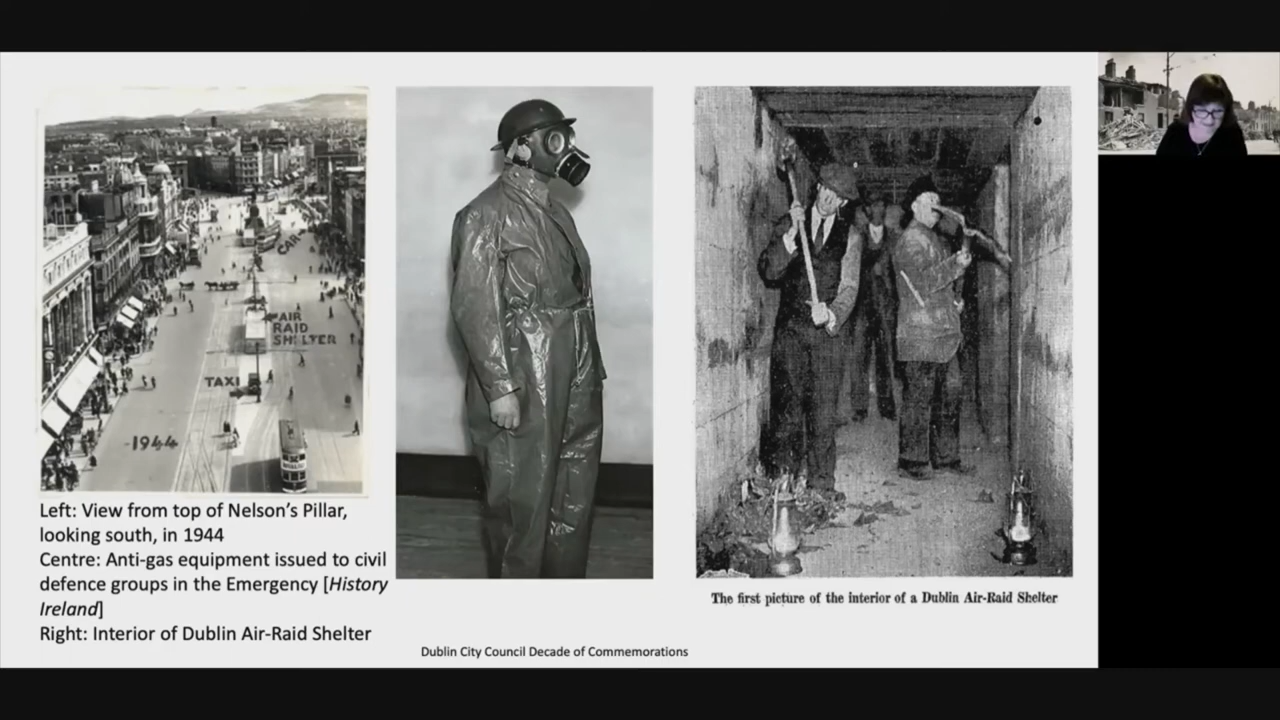 CAR
AIR
RAID
SHELTER
TAXI
1944
Left: View from top of Nelson’s Pillar,
looking south, in 1944
Centre: Anti-gas equipment issued to civil
defence groups in the Emergency [History
Ireland]
Right: Interior of Dublin Air-Raid Shelter
The first picture of the interior of a Dublin Air-Raid Shelter
Dublin City Council Decade of Commemorations